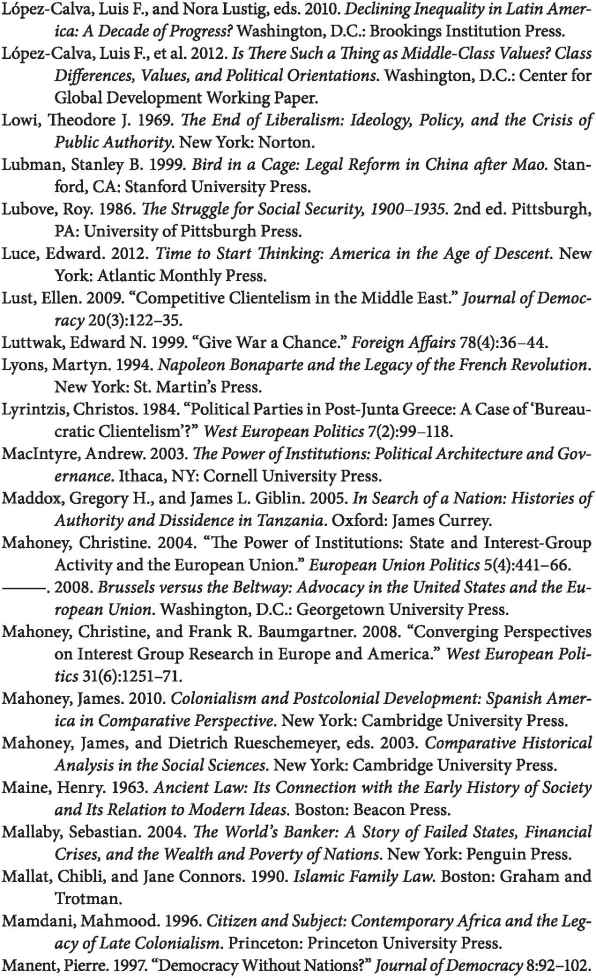 López-Calva, Luis F., and Nora Lustig, eds. 2010. Declining Inequality in Latin Amer-
ica: A Decade of Progress? Washington, D.C.: Brookings Institution Press.
López-Calva, Luis F., et al. 2012. Is There Such a Thing as Middle-Class Values? Class
Differences, Values, and Political Orientations. Washington, D.C.: Center for
Global Development Working Paper.
Lowi, Theodore J. 1969. The End of Liberalism: Ideology, Policy, and the Crisis of
Public Authority. New York: Norton.
Lubman, Stanley B. 1999. Bird in a Cage: Legal Reform in China after Mao. Stan-
ford, CA: Stanford University Press.
Lubove, Roy. 1986. The Struggle for Social Security, 1900–1935. 2nd ed. Pittsburgh,
PA: University of Pittsburgh Press.
Luce, Edward. 2012. Time to Start Thinking: America in the Age of Descent. New
York: Atlantic Monthly Press.
Lust, Ellen. 2009. “Competitive Clientelism in the Middle East.” Journal of Democ-
racy 20(3):122–35.
Luttwak, Edward N. 1999. “Give War a Chance.” Foreign Affairs 78(4):36–44.
Lyons, Martyn. 1994. Napoleon Bonaparte and the Legacy of the French Revolution.
New York: St. Martin’s Press.
Lyrintzis, Christos. 1984. “Political Parties in Post-Junta Greece: A Case of ‘Bureau-
cratic Clientelism’?” West European Politics 7(2):99–118.
MacIntyre, Andrew. 2003. The Power of Institutions: Political Architecture and Gov-
ernance. Ithaca, NY: Cornell University Press.
Maddox, Gregory H., and James L. Giblin. 2005. In Search of a Nation: Histories of
Authority and Dissidence in Tanzania. Oxford: James Currey.
Mahoney, Christine. 2004. “The Power of Institutions: State and Interest-Group
Activity and the European Union.” European Union Politics 5(4):441–66.
———. 2008. Brussels versus the Beltway: Advocacy in the United States and the Eu-
ropean Union. Washington, D.C.: Georgetown University Press.
Mahoney, Christine, and Frank R. Baumgartner. 2008. “Converging Perspectives
on Interest Group Research in Europe and America.” West European Poli-
tics 31(6):1251–71.
Mahoney, James. 2010. Colonialism and Postcolonial Development: Spanish Amer-
ica in Comparative Perspective. New York: Cambridge University Press.
Mahoney, James, and Dietrich Rueschemeyer, eds. 2003. Comparative Historical
Analysis in the Social Sciences. New York: Cambridge University Press.
Maine, Henry. 1963. Ancient Law: Its Connection with the Early History of Society
and Its Relation to Modern Ideas. Boston: Beacon Press.
Mallaby, Sebastian. 2004. The World’s Banker: A Story of Failed States, Financial
Crises, and the Wealth and Poverty of Nations. New York: Penguin Press.
Mallat, Chibli, and Jane Connors. 1990. Islamic Family Law. Boston: Graham and
Trotman.
Mamdani, Mahmood. 1996. Citizen and Subject: Contemporary Africa and the Leg-
acy of Late Colonialism. Princeton: Princeton University Press.
Manent, Pierre. 1997. “Democracy Without Nations?” Journal of Democracy 8:92–102.